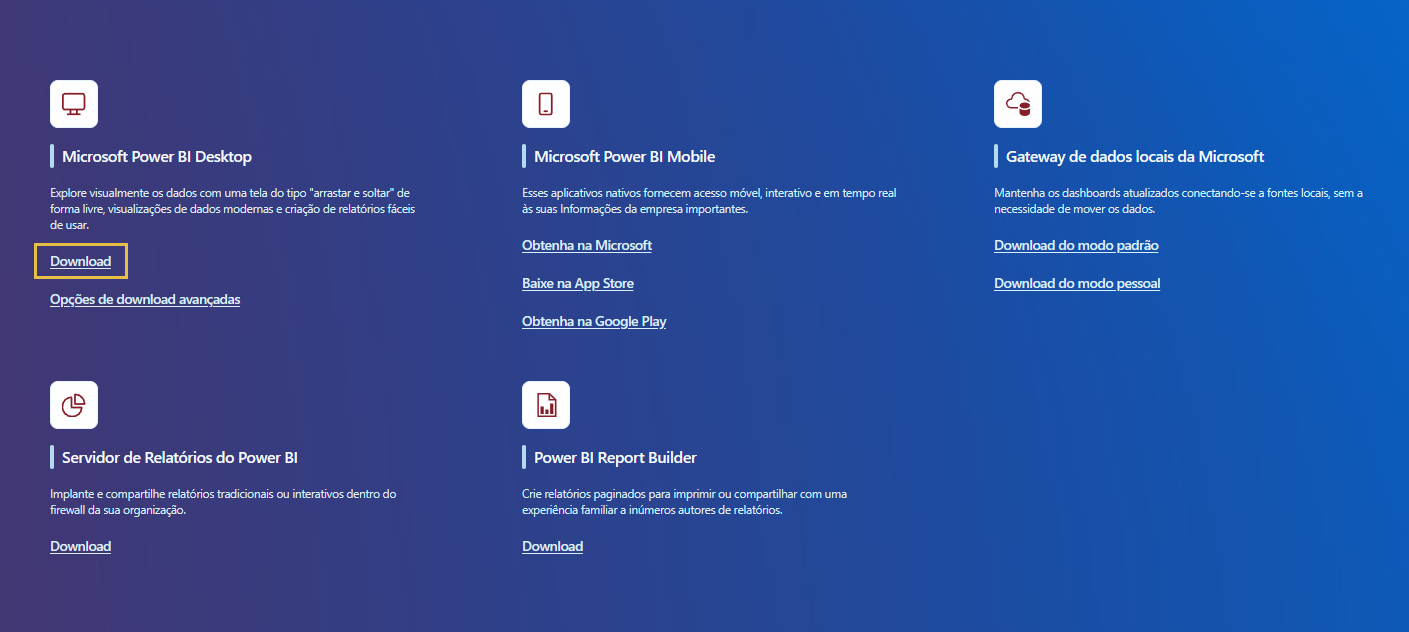 Microsoft Power BI Desktop
Explore visualmente os dados com uma tela do tipo "arrastar e soltar" de
forma livre, visualizações de dados modernas e criação de relatórios fáceis
de usar.
Download
Opções de download avançadas
Microsoft Power BI Mobile
Esses aplicativos nativos fornecem acesso móvel, interativo e em tempo real
às suas Informações da empresa importantes.
Obtenha na Microsoft
Baixe na App Store
Obtenha na Google Play
Gateway de dados locais da Microsoft
Mantenha os dashboards atualizados conectando-se a fontes locais, sem a
necessidade de mover os dados.
Download do modo padrão
Download do modo pessoal
Servidor de Relatórios do Power BI
Implante e compartilhe relatórios tradicionais ou interativos dentro do
firewall da sua organização.
Download
Power BI Report Builder
Crie relatórios paginados para imprimir ou compartilhar com uma
experiência familiar a inúmeros autores de relatórios.
Download